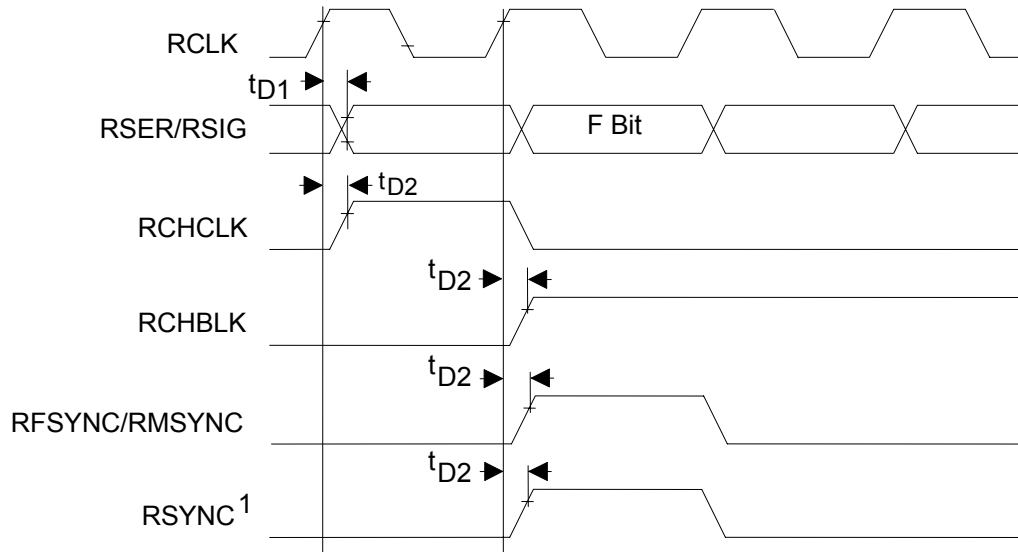 RCLK
tD1
RSER/RSIG
F Bit
tD2
RCHCLK
tD2
RCHBLK
tD2
RFSYNC/RMSYNC
tD2
RSYNC1